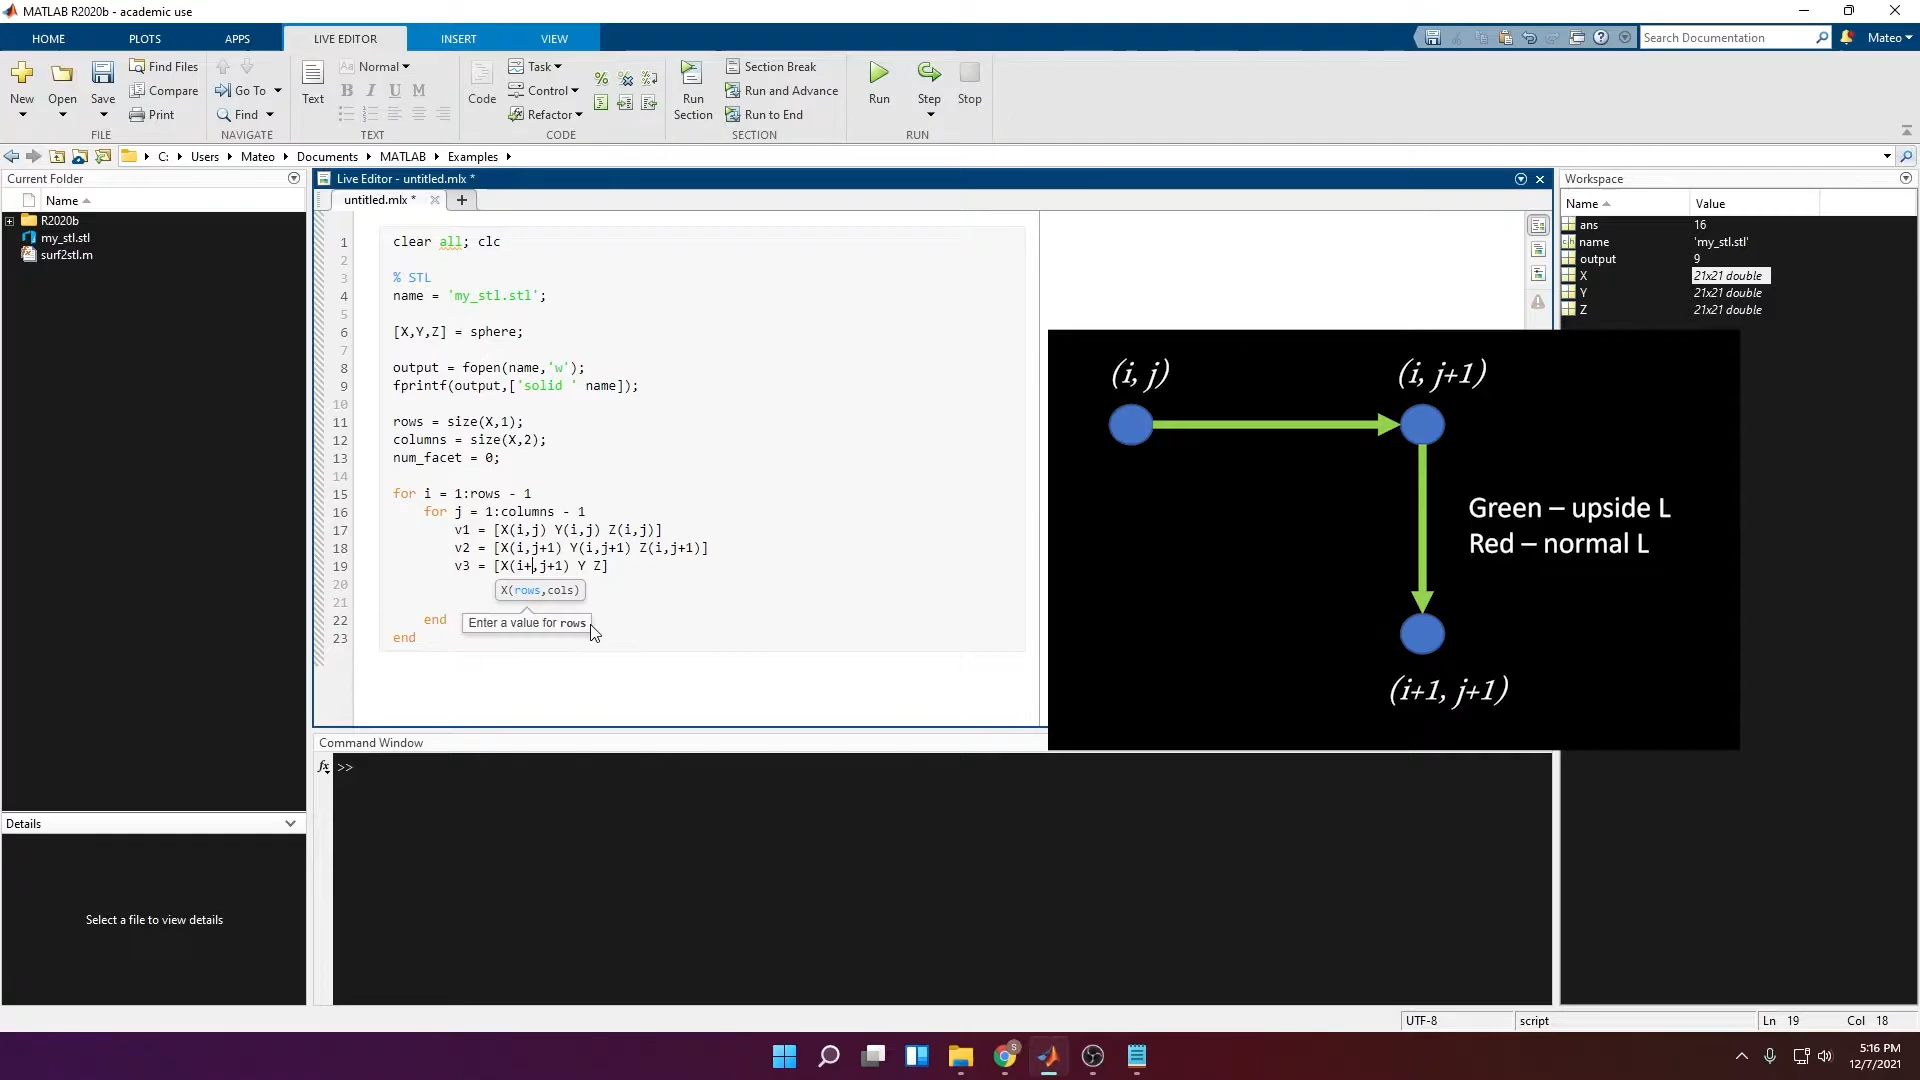 MATLAB R2020b - academic use
HOME
PLOTS
APPS
LIVE EDITOR
INSERT
VIEW
Search Documentation
Mateo
New
Open
Save
Find Files
Compare
Print
FILE
Go To
Find
NAVIGATE
Text
Aa Normal
B I U M
TEXT
Code
Task
Control
Refactor
CODE
Run
Section
Section Break
Run and Advance
Run to End
SECTION
Run
Step
Stop
RUN
C: Users Mateo Documents MATLAB Examples
Current Folder
Name
R2020b
my_stl.stl
surf2stl.m
Details
Select a file to view details
Live Editor - untitled.mlx *
untitled.mlx *
1 clear all; clc
2
3 % STL
4 name = 'my_stl.stl';
5
6 [X,Y,Z] = sphere;
7
8 output = fopen(name,'w');
9 fprintf(output,['solid ' name]);
10
11 rows = size(X,1);
12 columns = size(X,2);
13 num_facet = 0;
14
15 for i = 1:rows - 1
16 for j = 1:columns - 1
17 v1 = [X(i,j) Y(i,j) Z(i,j)]
18 v2 = [X(i,j+1) Y(i,j+1) Z(i,j+1)]
19 v3 = [X(i+,j+1) Y Z]
20
21
22 end
23 end
X(rows,cols)
Enter a value for rows
Command Window
fx >>
(i, j)
(i, j+1)
Green – upside L
Red – normal L
(i+1, j+1)
Workspace
Name Value
ans 16
name 'my_stl.stl'
output 9
X 21x21 double
Y 21x21 double
Z 21x21 double
UTF-8
script
Ln 19 Col 18
5:16 PM
12/7/2021